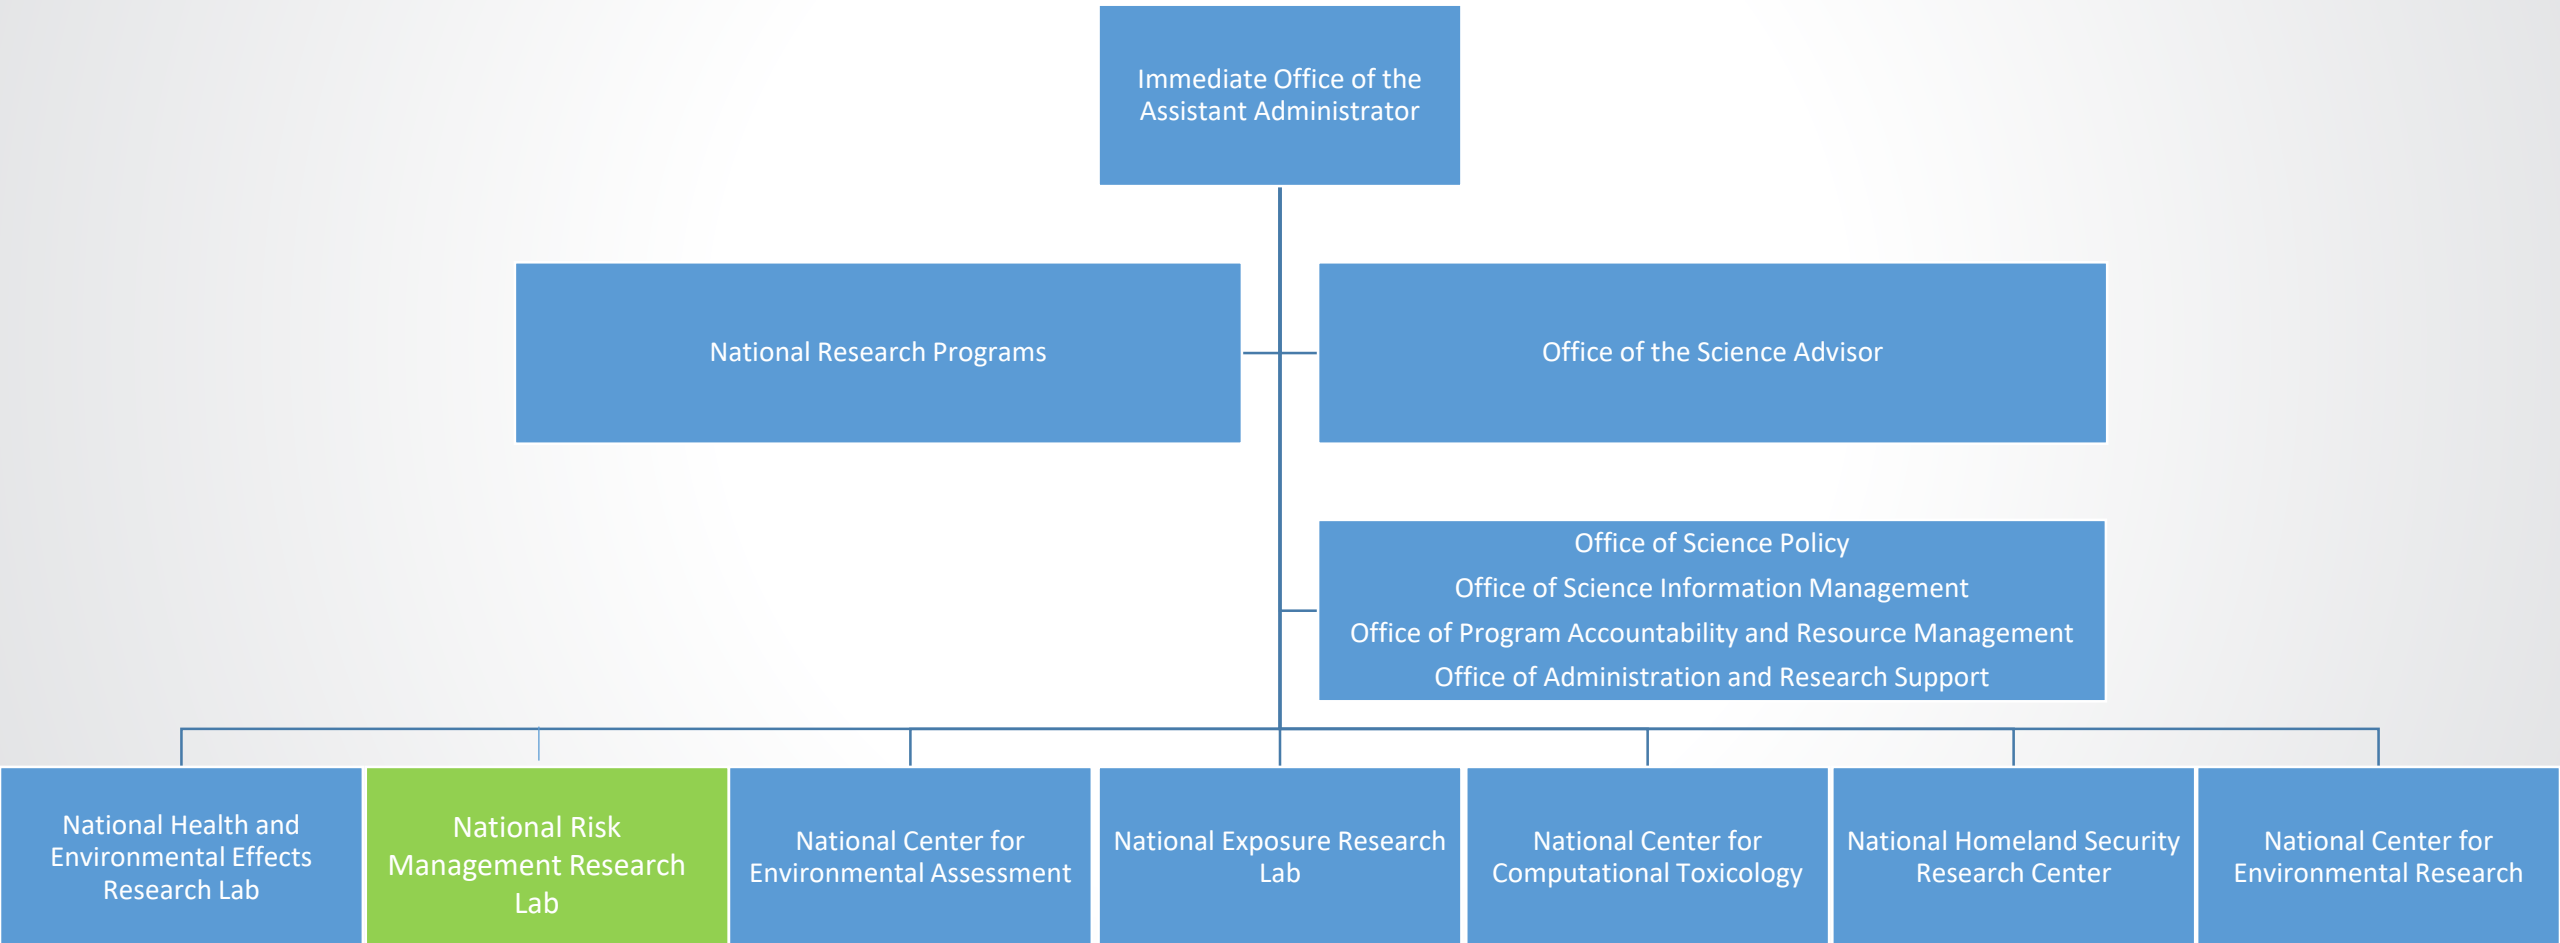 Immediate Office of the
Assistant Administrator
National Research Programs
Office of the Science Advisor
Office of Science Policy
Office of Science Information Management
Office of Program Accountability and Resource Management
Office of Administration and Research Support
National Health and
Environmental Effects
Research Lab
National Risk
Management Research
Lab
National Center for
Environmental Assessment
National Exposure Research
Lab
National Center for
Computational Toxicology
National Homeland Security
Research Center
National Center for
Environmental Research